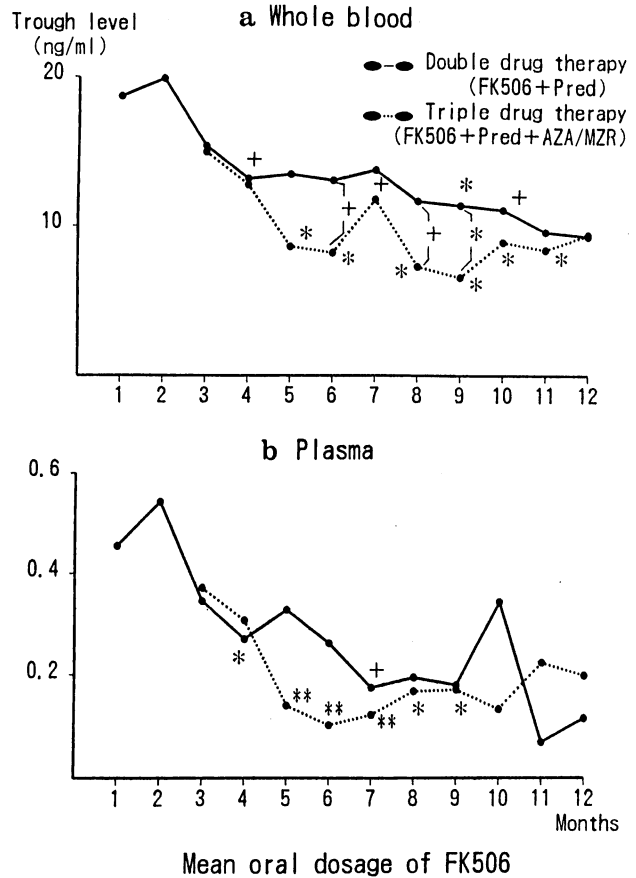 a Whole blood
Trough level
(ng/ml)
20
Double drug therapy
(FK506+Pred)
Triple drug therapy
(FK506+Pred+AZA/MZR)
+
+
*
+
+
10
*
+
*
*
*
*
*
*
1 2 3 4 5 6 7 8 9 10 11 12
b Plasma
0.6
0.4
0.2
*
+
**
**
**
*
*
1 2 3 4 5 6 7 8 9 10 11 12
Months
Mean oral dosage of FK506